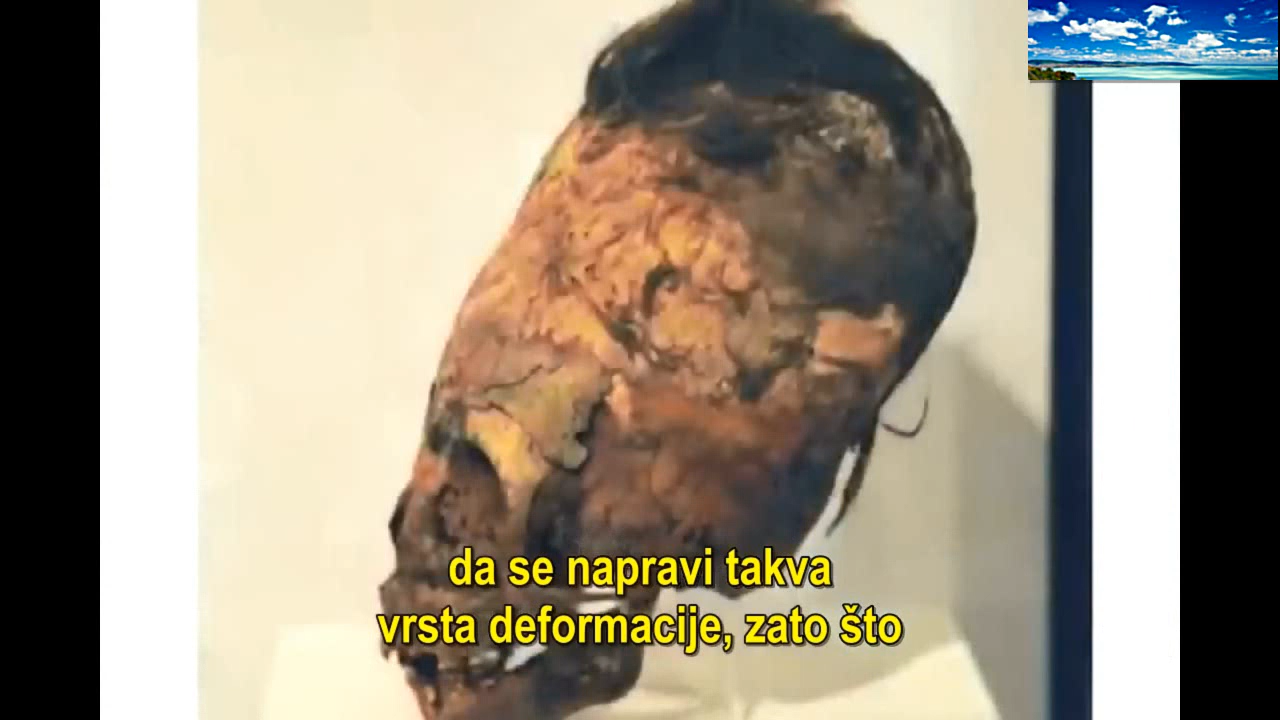 da se napravi takva
vrsta deformacije, zato što